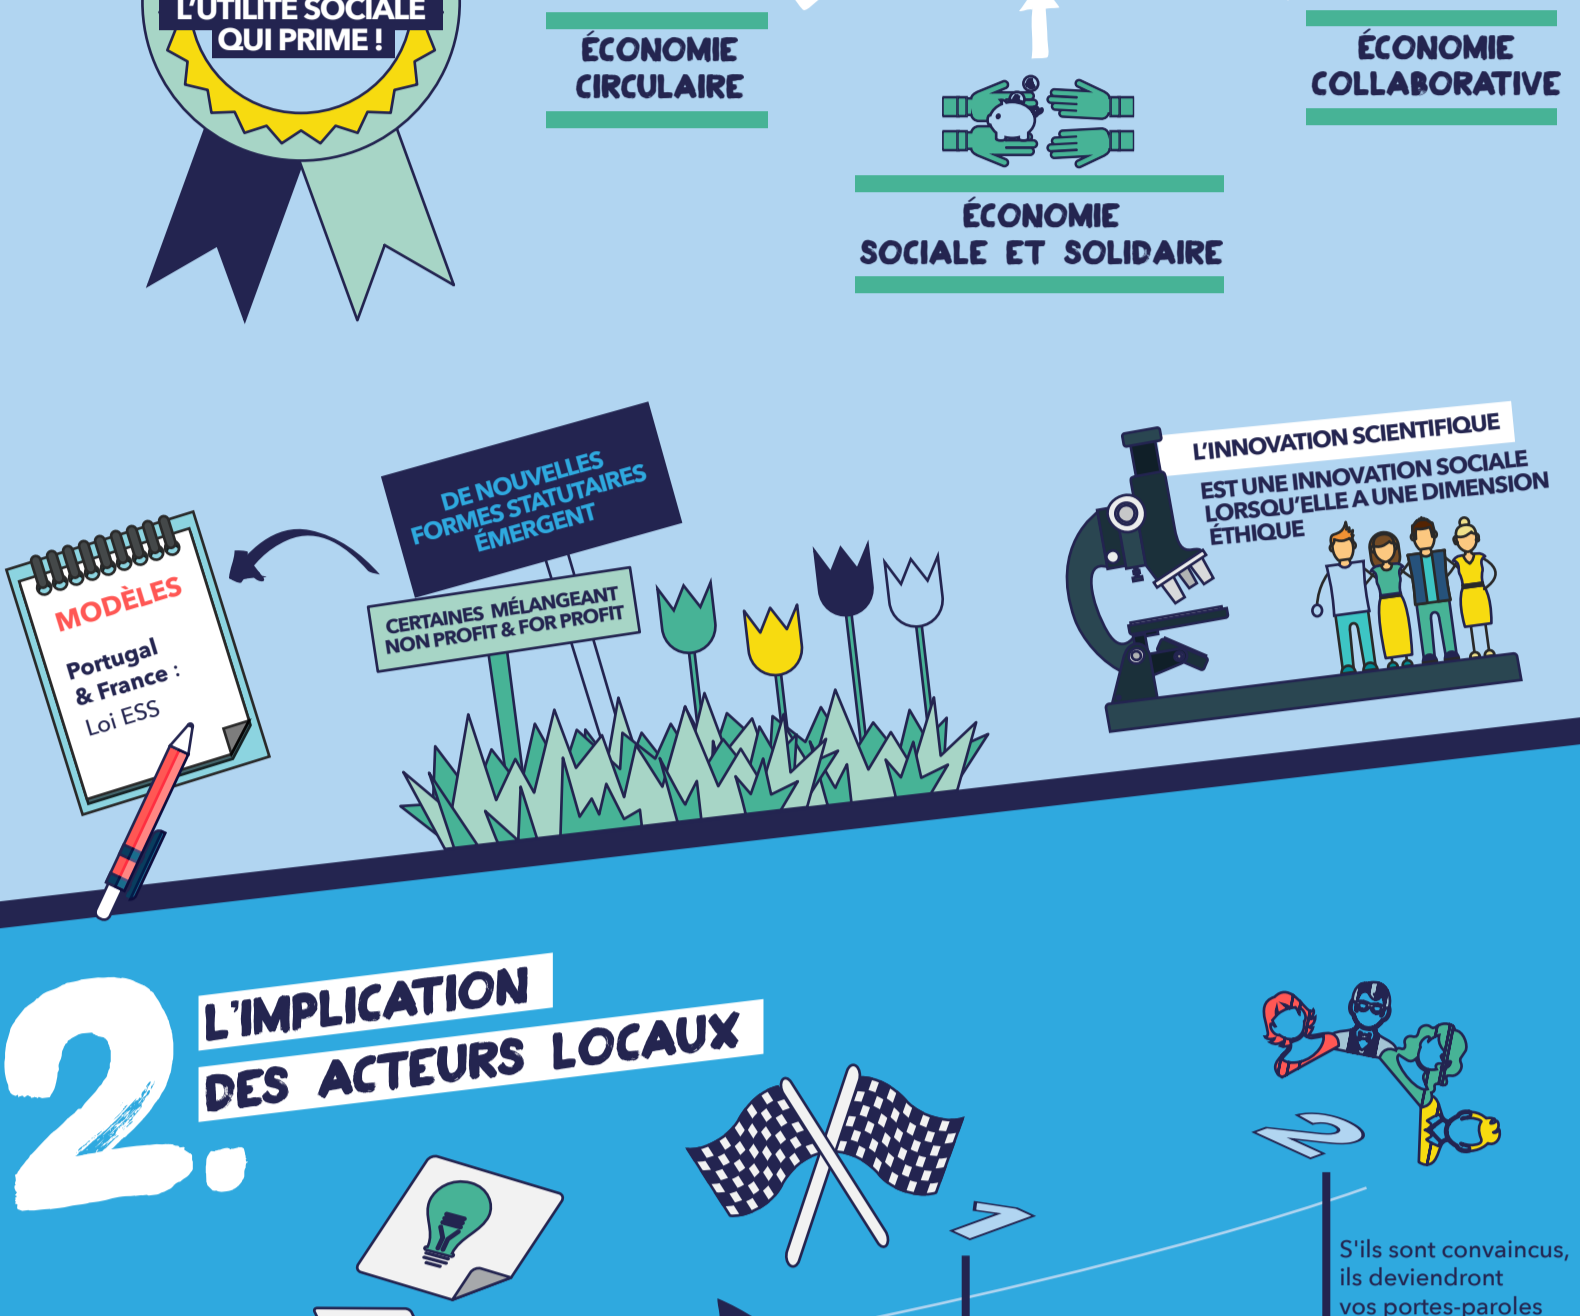 L'UTILITÉ SOCIALE
QUI PRIME !
ÉCONOMIE
CIRCULAIRE
ÉCONOMIE
COLLABORATIVE
ÉCONOMIE
SOCIALE ET SOLIDAIRE
DE NOUVELLES
FORMES STATUTAIRES
ÉMERGENT
CERTAINES MÉLANGEANT
NON PROFIT & FOR PROFIT
MODÈLES
Portugal
& France :
Loi ESS
L'INNOVATION SCIENTIFIQUE
EST UNE INNOVATION SOCIALE
LORSQU'ELLE A UNE DIMENSION
ÉTHIQUE
2.
L'IMPLICATION
DES ACTEURS LOCAUX
1
2
S'ils sont convaincus,
ils deviendront
vos portes-paroles